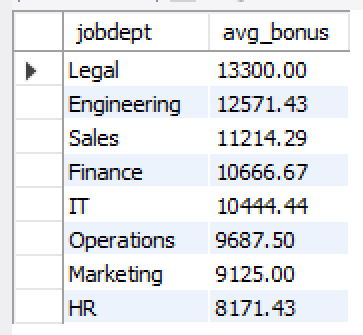 jobdept avg_bonus
Legal 13300.00
Engineering 12571.43
Sales 11214.29
Finance 10666.67
IT 10444.44
Operations 9687.50
Marketing 9125.00
HR 8171.43